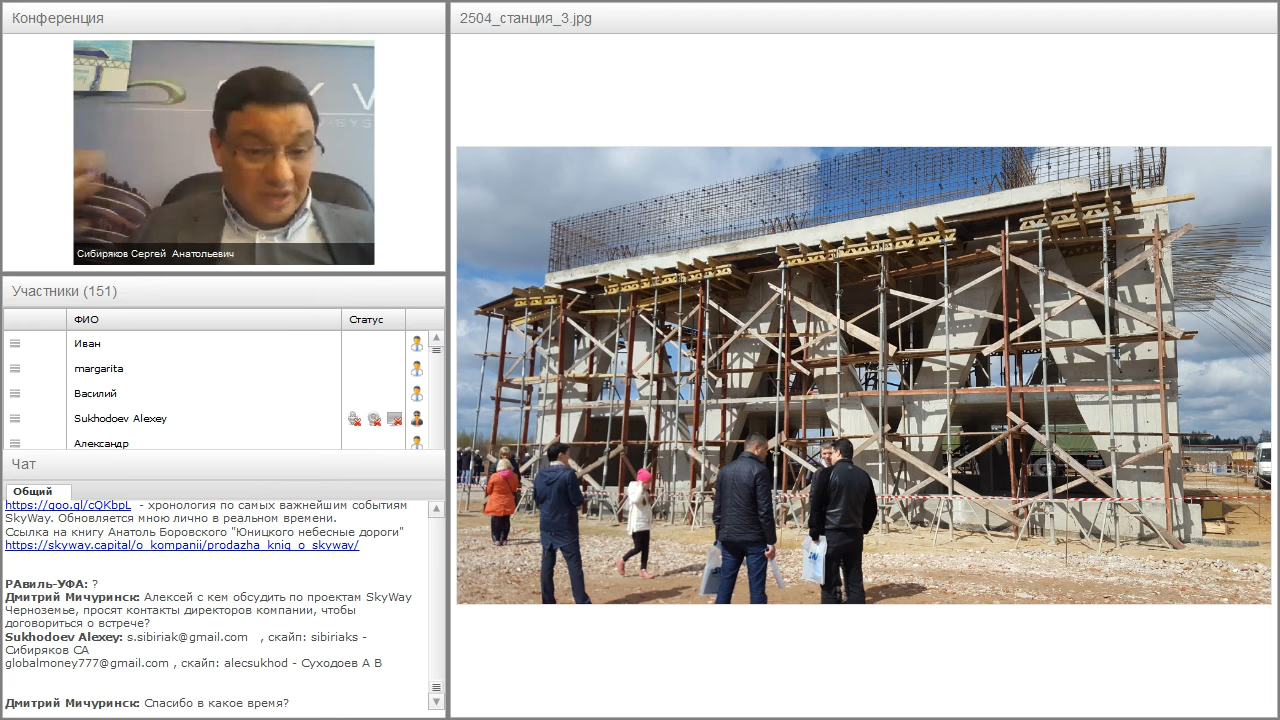 Конференция
2504_станция_3.jpg
Сибиряков Сергей Анатольевич
Участники (151)
ФИО
Статус
Иван
margarita
Василий
Sukhodoev Alexey
Александр
Чат
Общий
https://goo.gl/cQKbpL - хронология по самых важнейшим событиям
SkyWay. Обновляется мною лично в реальном времени.
Ссылка на книгу Анатоль Боровского "Юницкого небесные дороги"
https://skyway.capital/o_kompanii/prodazha_knig_o_skyway/
РАвиль-УФА: ?
Дмитрий Мичуринск: Алексей с кем обсудить по проектам SkyWay
Черноземье, просят контакты директоров компании, чтобы
договориться о встрече?
Sukhodoev Alexey: s.sibiriak@gmail.com , скайп: sibiriaks -
Сибиряков СА
globalmoney777@gmail.com , скайп: alecsukhod - Суходоев А В
Дмитрий Мичуринск: Спасибо в какое время?